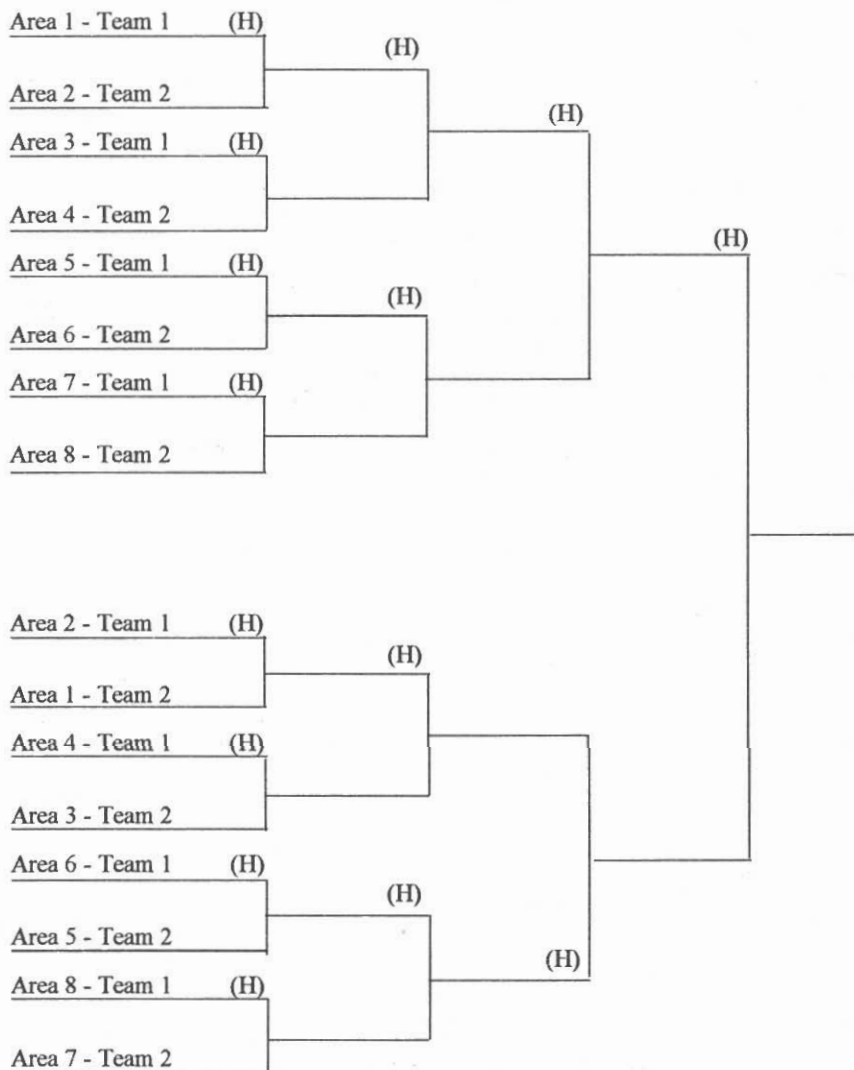 Area 1 - Team 1 (H)
(H)
Area 2 - Team 2
(H)
Area 3 - Team 1 (H)
Area 4 - Team 2
(H)
Area 5 - Team 1 (H)
(H)
Area 6 - Team 2
Area 7 - Team 1 (H)
Area 8 - Team 2
Area 2 - Team 1 (H)
(H)
Area 1 - Team 2
Area 4 - Team 1 (H)
Area 3 - Team 2
Area 6 - Team 1 (H)
(H)
Area 5 - Team 2
(H)
Area 8 - Team 1 (H)
Area 7 - Team 2